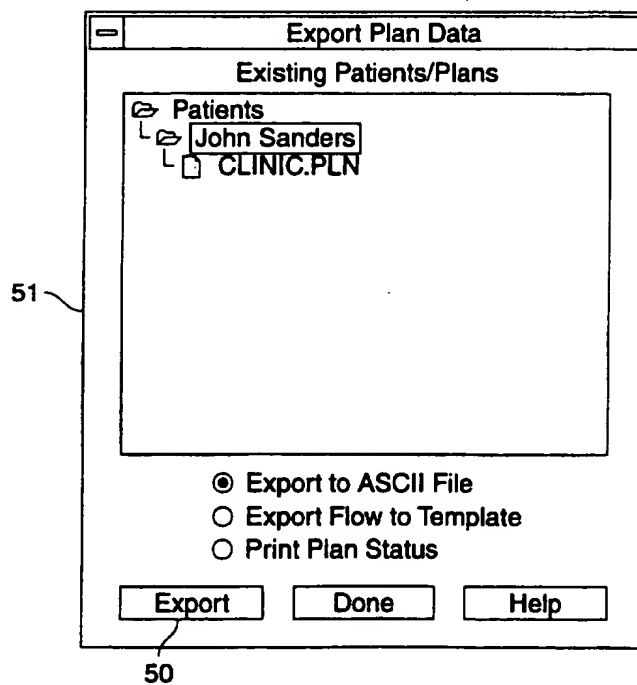 Export Plan Data
Existing Patients/Plans
Patients
John Sanders
CLINIC.PLN
51
Export to ASCII File
Export Flow to Template
Print Plan Status
Export Done Help
50